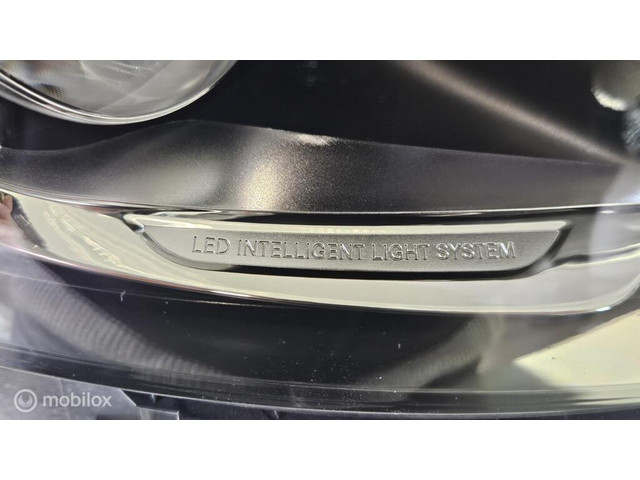 LED INTELLIGENT LIGHT SYSTEM
mobilox